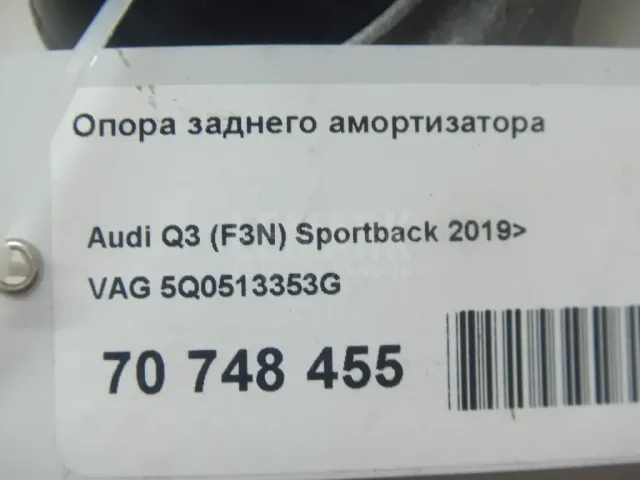 Опора заднего амортизатора
Audi Q3 (F3N) Sportback 2019>
VAG 5Q0513353G
70 748 455